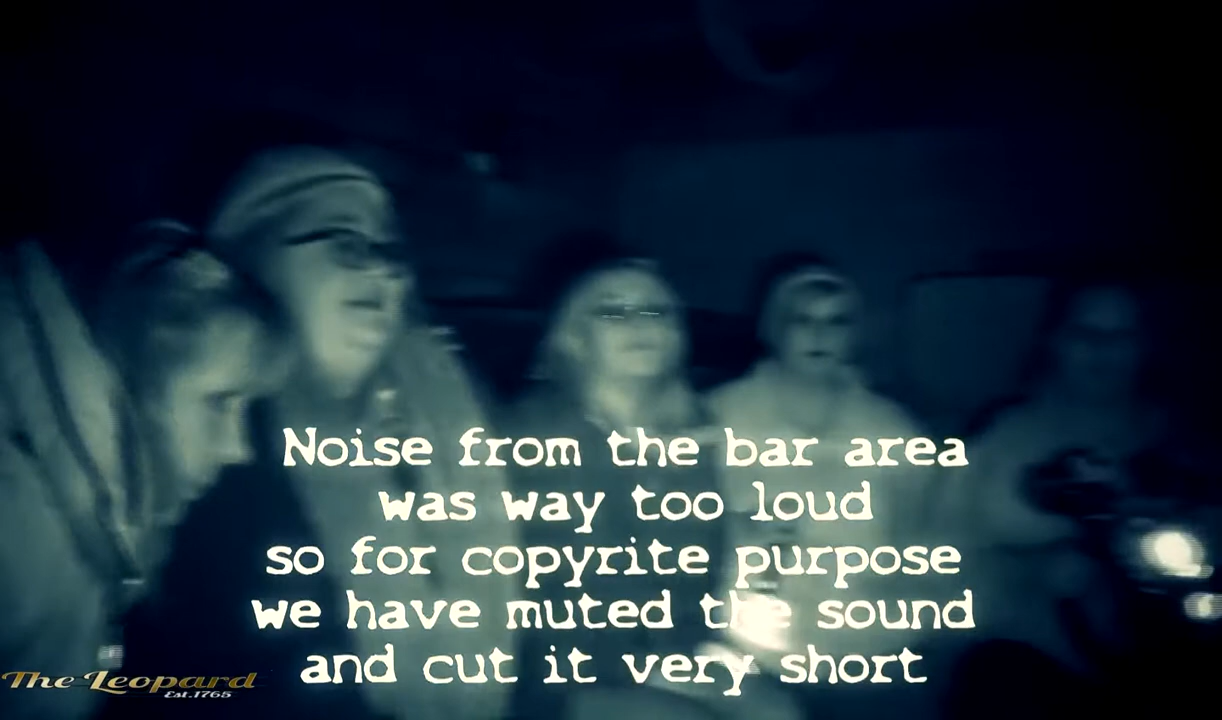 Noise from the bar area
was way too loud
so for copyrite purpose
we have muted the sound
and cut it very short
The Leopard
Est.1765